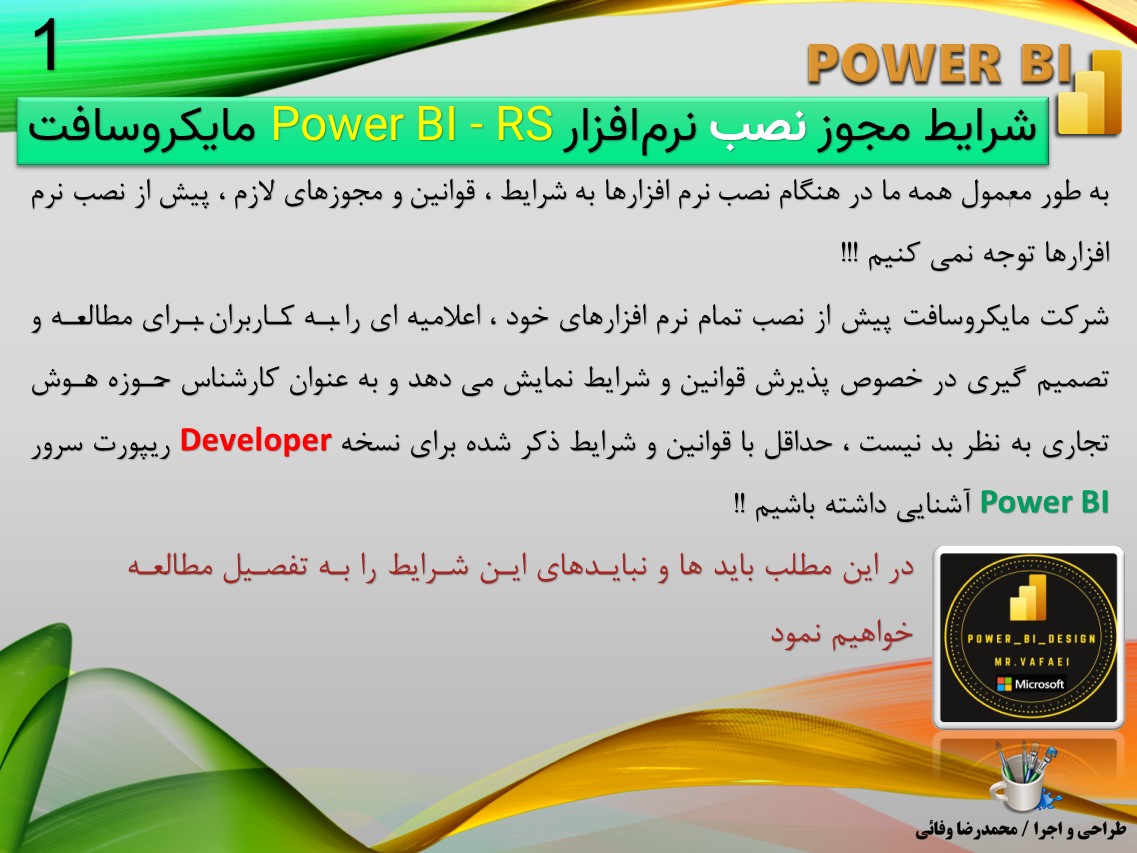 1
POWER BI
شرایط مجوز نصب نرم‌افزار Power BI - RS مایکروسافت
به طور معمول همه ما در هنگام نصب نرم افزارها به شرایط ، قوانین و مجوزهای لازم ، پیش از نصب نرم
افزارها توجه نمی کنیم !!!
شرکت مایکروسافت پیش از نصب تمام نرم افزارهای خود ، اعلامیه ای را به کاربران برای مطالعه و
تصمیم گیری در خصوص پذیرش قوانین و شرایط نمایش می دهد و به عنوان کارشناس حوزه هوش
تجاری به نظر بد نیست ، حداقل با قوانین و شرایط ذکر شده برای نسخه Developer ریپورت سرور
Power BI آشنایی داشته باشیم !!
در این مطلب باید ها و نبایدهای این شرایط را به تفصیل مطالعه
خواهیم نمود
POWER_BI_DESIGN
MR.VAFAEI
Microsoft
طراحی و اجرا / محمدرضا وفائی